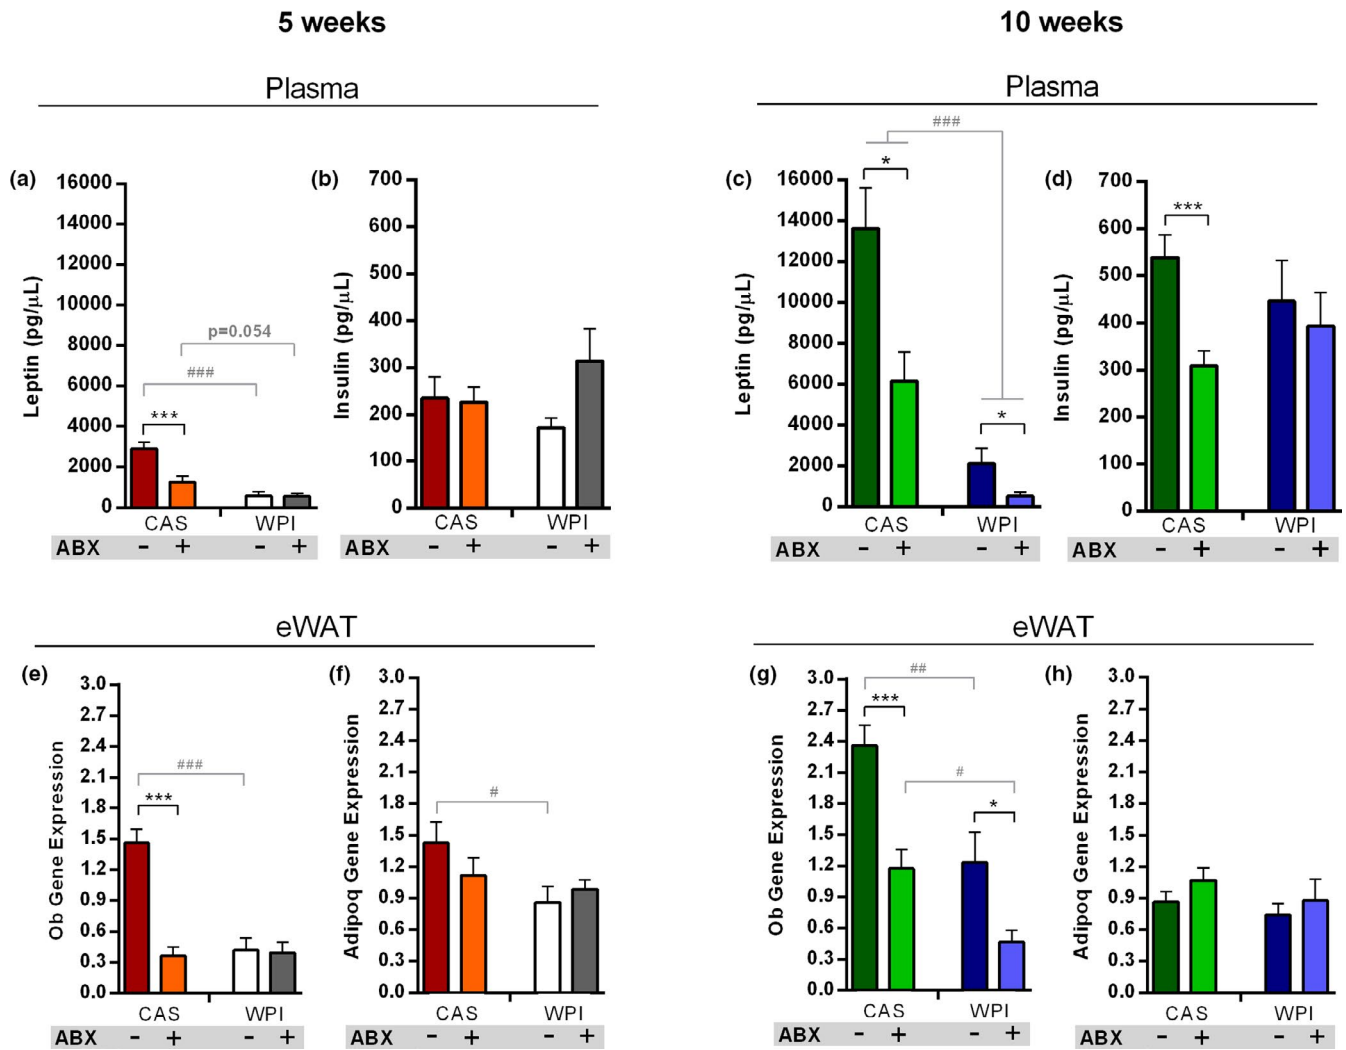 5 weeks
10 weeks
Plasma
Plasma
(a)
Leptin (pg/µL)
16000
14000
12000
10000
8000
6000
4000
2000
0
p=0.054
###
***
CAS WPI
ABX - + - +
(b)
Insulin (pg/µL)
700
600
500
400
300
200
100
0
CAS WPI
- + - +
(c)
Leptin (pg/µL)
16000
14000
12000
10000
8000
6000
4000
2000
0
###
*
*
CAS WPI
ABX - + - +
(d)
Insulin (pg/µL)
700
600
500
400
300
200
100
0
***
CAS WPI
- + - +
eWAT
eWAT
(e)
Ob Gene Expression
3.0
2.7
2.4
2.1
1.8
1.5
1.2
0.9
0.6
0.3
0.0
###
***
CAS WPI
ABX - + - +
(f)
Adipoq Gene Expression
3.0
2.7
2.4
2.1
1.8
1.5
1.2
0.9
0.6
0.3
0.0
#
CAS WPI
- + - +
(g)
Ob Gene Expression
3.0
2.7
2.4
2.1
1.8
1.5
1.2
0.9
0.6
0.3
0.0
##
***
#
*
CAS WPI
ABX - + - +
(h)
Adipoq Gene Expression
3.0
2.7
2.4
2.1
1.8
1.5
1.2
0.9
0.6
0.3
0.0
CAS WPI
- + - +